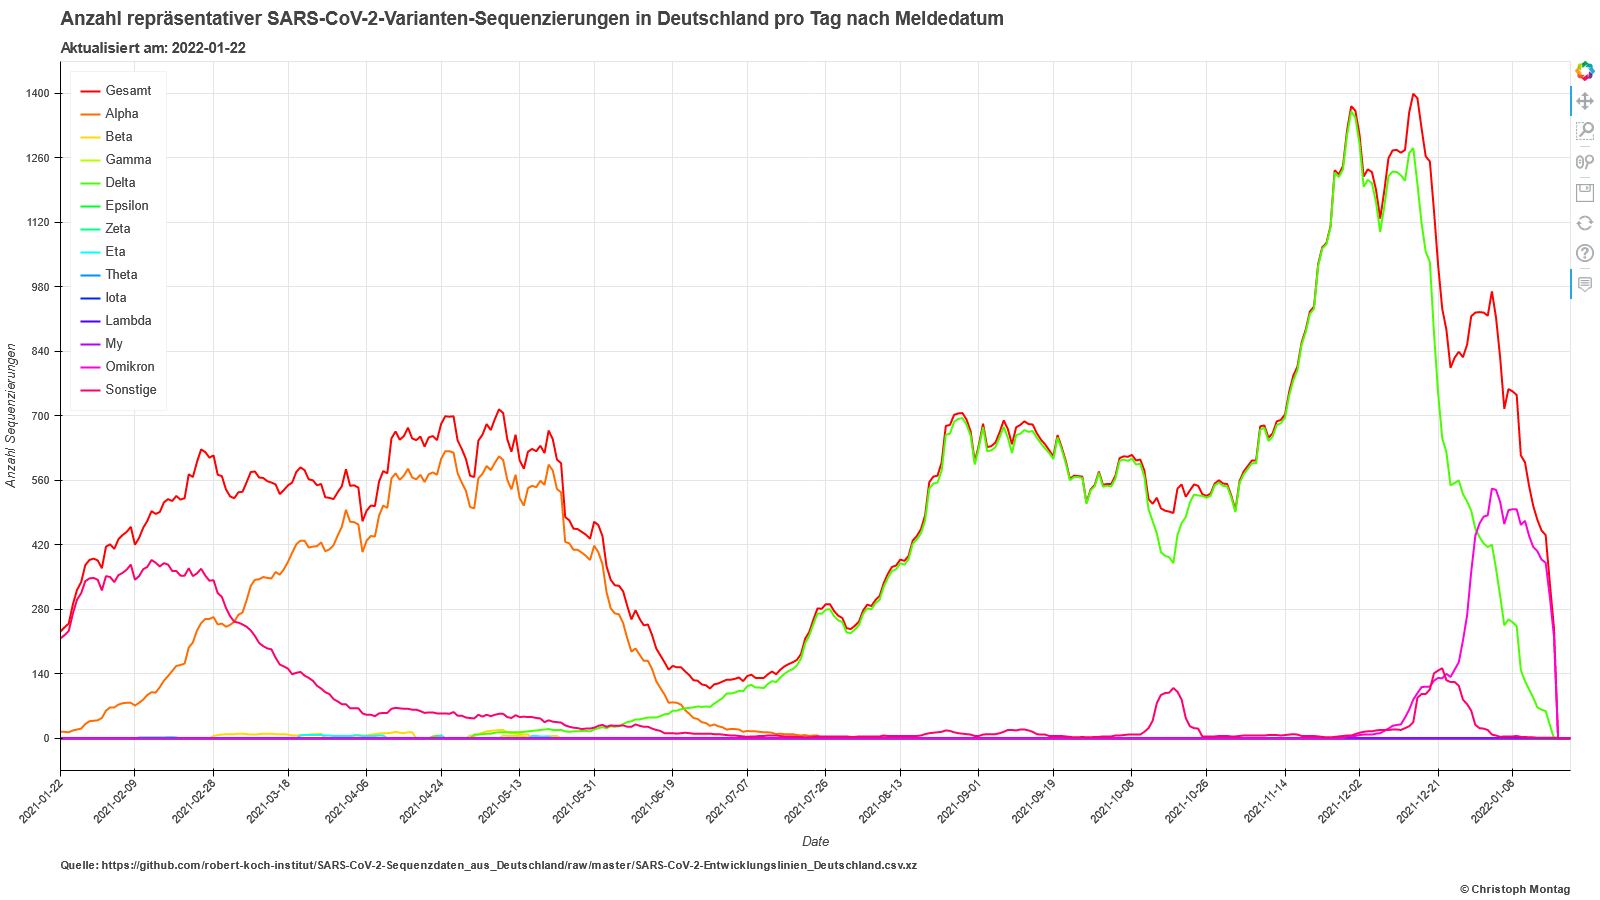 Anzahl repräsentativer SARS-CoV-2-Varianten-Sequenzierungen in Deutschland pro Tag nach Meldedatum
Aktualisiert am: 2022-01-22
Gesamt
Alpha
Beta
Gamma
Delta
Epsilon
Zeta
Eta
Theta
Iota
Lambda
My
Omikron
Sonstige
1400
1260
1120
980
840
700
560
420
280
140
0
Anzahl Sequenzierungen
2021-01-22
2021-02-09
2021-02-28
2021-03-18
2021-04-06
2021-04-24
2021-05-13
2021-05-31
2021-06-19
2021-07-07
2021-07-26
2021-08-13
2021-09-01
2021-09-19
2021-10-08
2021-10-26
2021-11-14
2021-12-02
2021-12-21
2022-01-08
Date
Quelle: https://github.com/robert-koch-institut/SARS-CoV-2-Sequenzdaten_aus_Deutschland/raw/master/SARS-CoV-2-Entwicklungslinien_Deutschland.csv.xz
© Christoph Montag